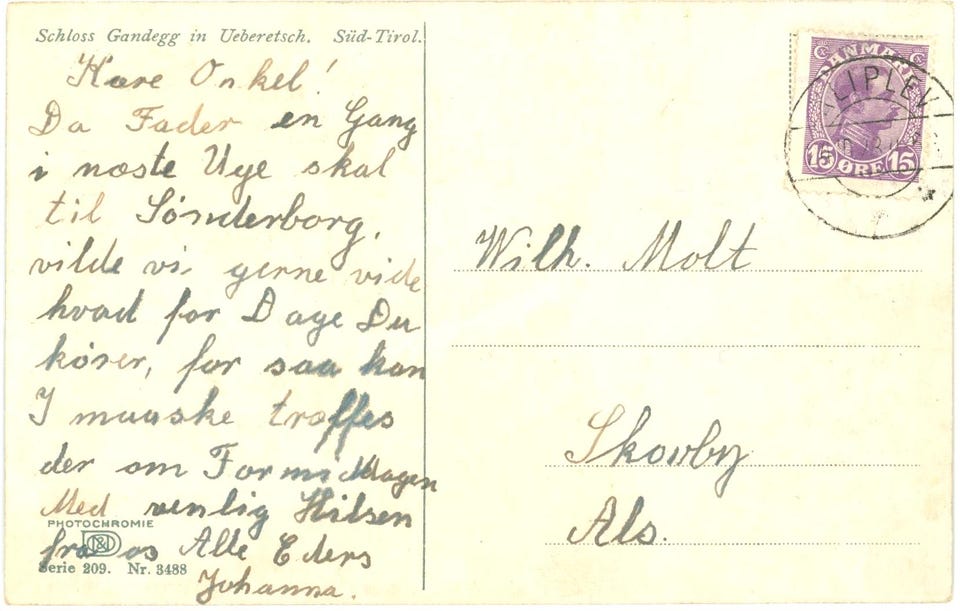 Schloss Gandegg in Ueberetsch. Süd-Tirol.
Kære Onkel!
Da Fader en Gang
i næste Uge skal
til Sønderborg,
vilde vi gerne vide
hvad for Dage Du
kører, for saa kan
I maaske træffes
der om Formiddagen
Med venlig Hilsen
fra os Alle Eders
Johanna.
PHOTOCHROMIE
Serie 209. Nr. 3488
DANMARK
15 ØRE 15
KLIPLEV
Wilh. Molt
Skovby
Als.